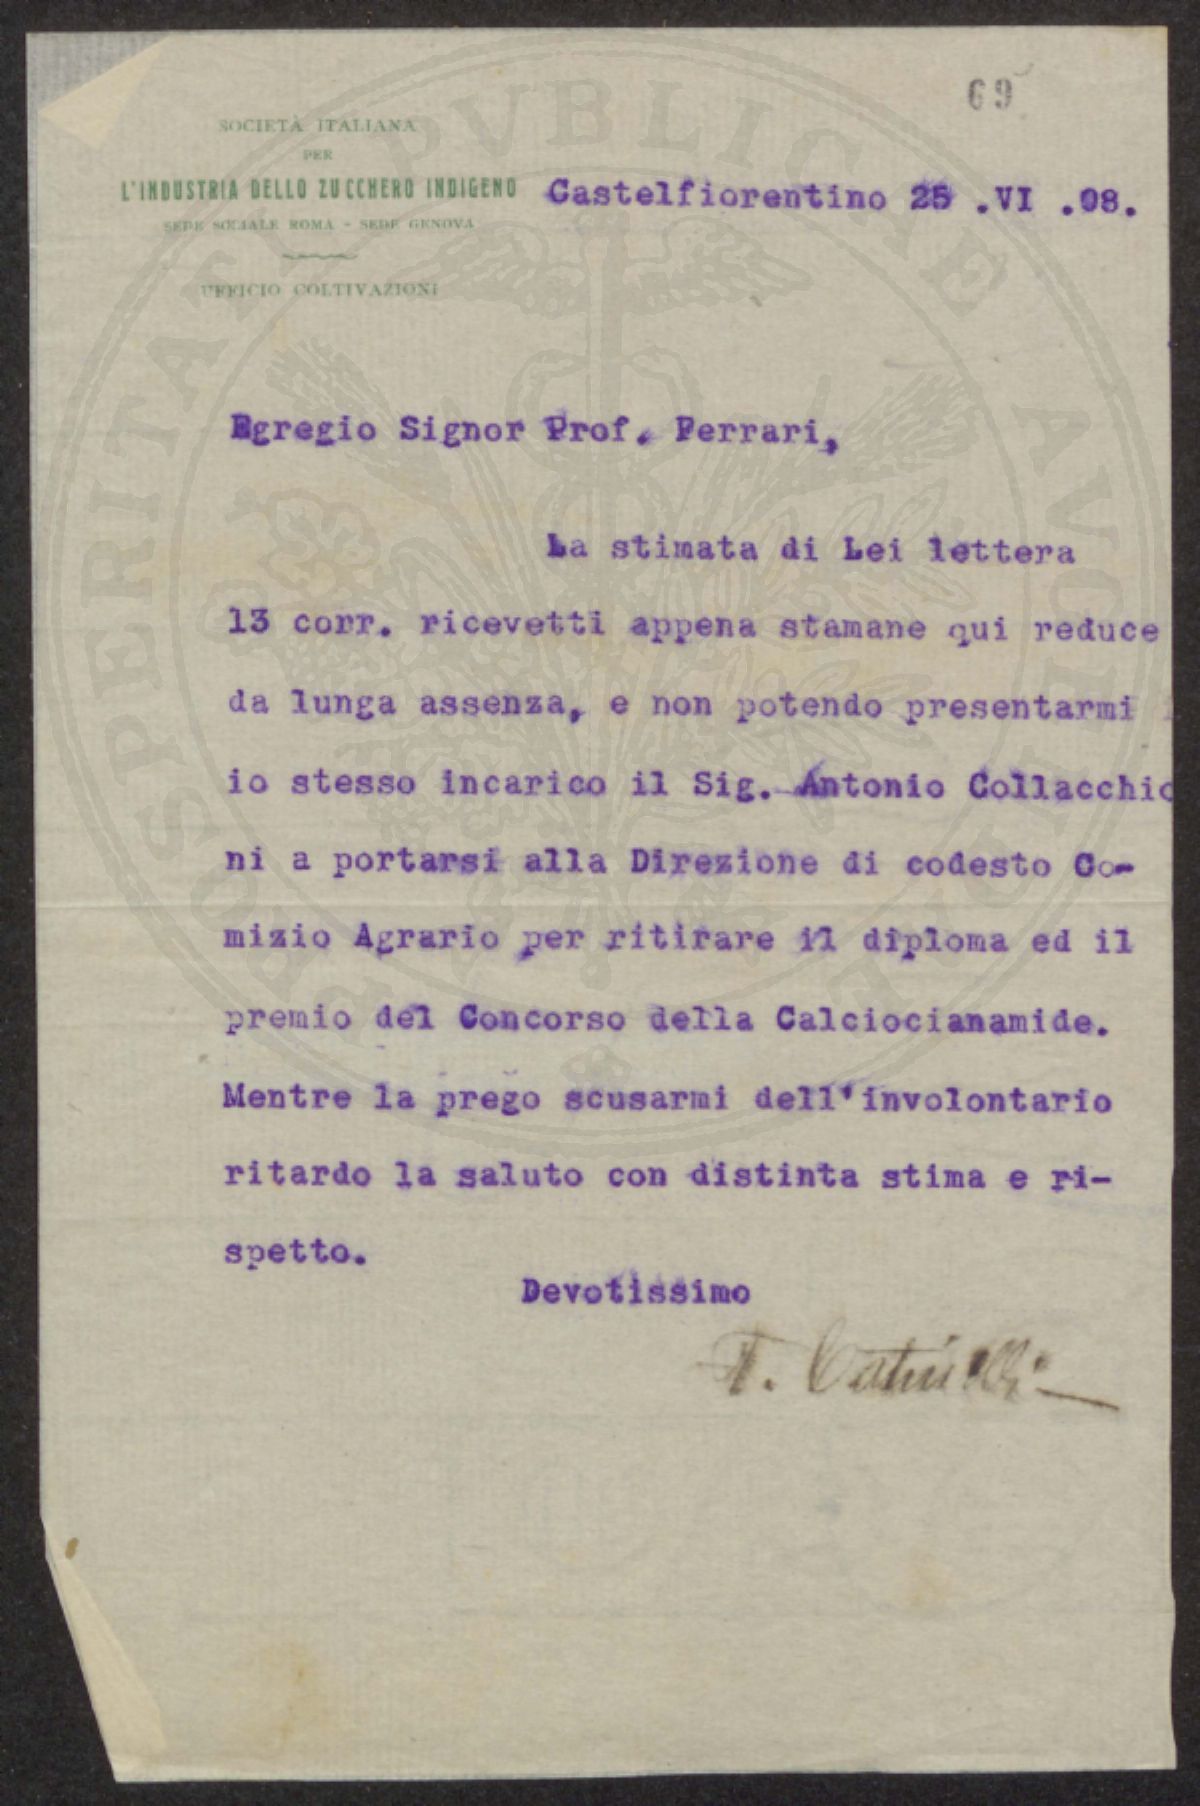 69
SOCIETÀ ITALIANA
PER
L'INDUSTRIA DELLO ZUCCHERO INDIGENO
SEDE SOCIALE ROMA - SEDE GENOVA
UFFICIO COLTIVAZIONI
Castelfiorentino 25 .VI .08.
Egregio Signor Prof. Ferrari,
La stimata di Lei lettera
13 corr. ricevetti appena stamane qui reduce
da lunga assenza, e non potendo presentarmi i
io stesso incarico il Sig. Antonio Collacchio
ni a portarsi alla Direzione di codesto Co-
mizio Agrario per ritirare il diploma ed il
premio del Concorso della Calciocianamide.
Mentre la prego scusarmi dell'involontario
ritardo la saluto con distinta stima e ri-
spetto.
Devotissimo
PROSPERITATI PVBLICAE AVGENDAE